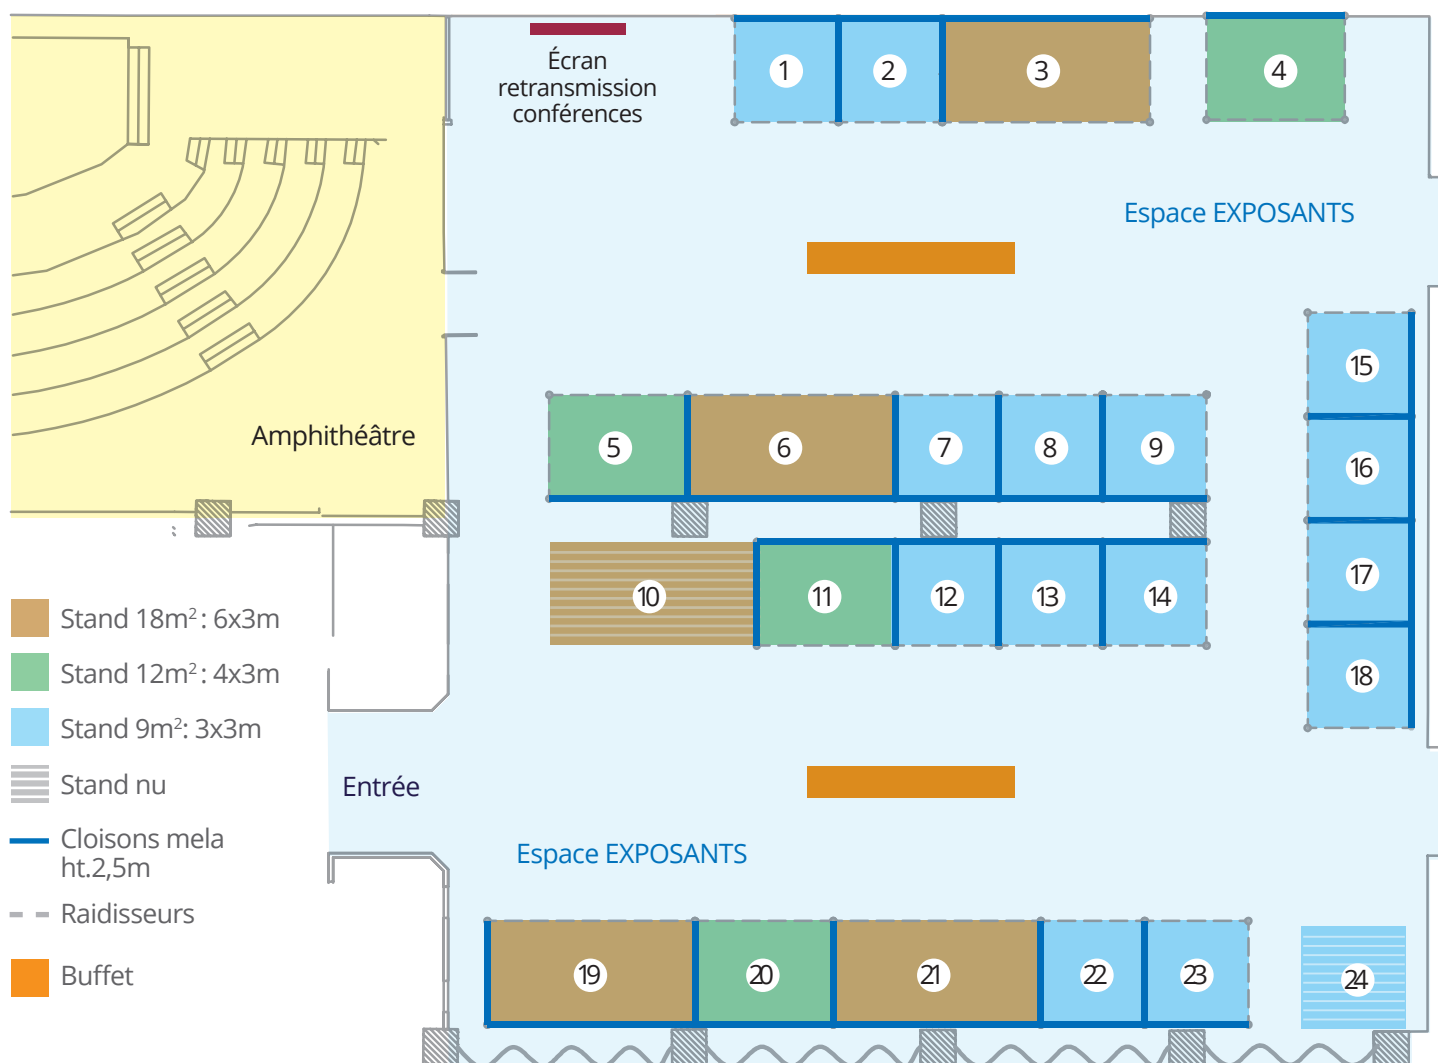 Écran
retransmission
conférences
1
2
3
4
Espace EXPOSANTS
15
16
17
18
Amphithéâtre
5
6
7
8
9
10
11
12
13
14
Stand 18m²: 6x3m
Stand 12m²: 4x3m
Stand 9m²: 3x3m
Stand nu
Cloisons mela
ht.2,5m
Raidisseurs
Buffet
Entrée
Espace EXPOSANTS
19
20
21
22
23
24